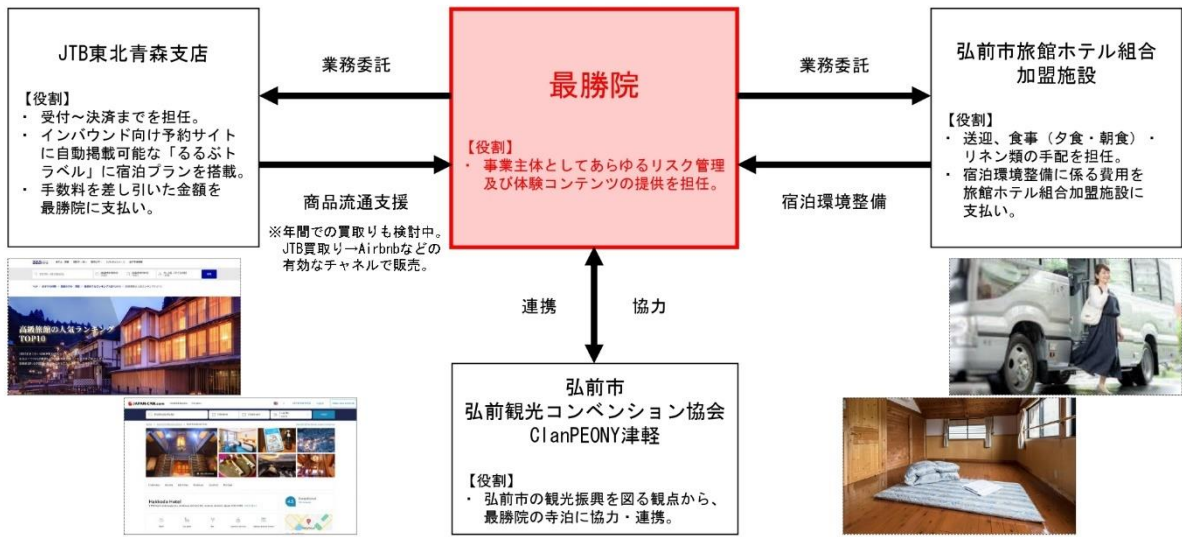 JTB東北青森支店
【役割】
・ 受付～決済までを担任。
・ インバウンド向け予約サイト
に自動掲載可能な「るるぶト
ラベル」に宿泊プランを搭載。
・ 手数料を差し引いた金額を
最勝院に支払い。
業務委託
商品流通支援
※年間での買取りも検討中。
JTB買取り→Airbnbなどの
有効なチャネルで販売。
最勝院
【役割】
・ 事業主体としてあらゆるリスク管理
及び体験コンテンツの提供を担任。
業務委託
宿泊環境整備
弘前市旅館ホテル組合
加盟施設
【役割】
・ 送迎、食事（夕食・朝食）・
リネン類の手配を担任。
・ 宿泊環境整備に係る費用を
旅館ホテル組合加盟施設に
支払い。
連携
協力
弘前市
弘前観光コンベンション協会
ClanPEONY津軽
【役割】
・ 弘前市の観光振興を図る観点から、
最勝院の寺泊に協力・連携。
高級旅館の人気ランキング
TOP10
JAPANiCAN.com